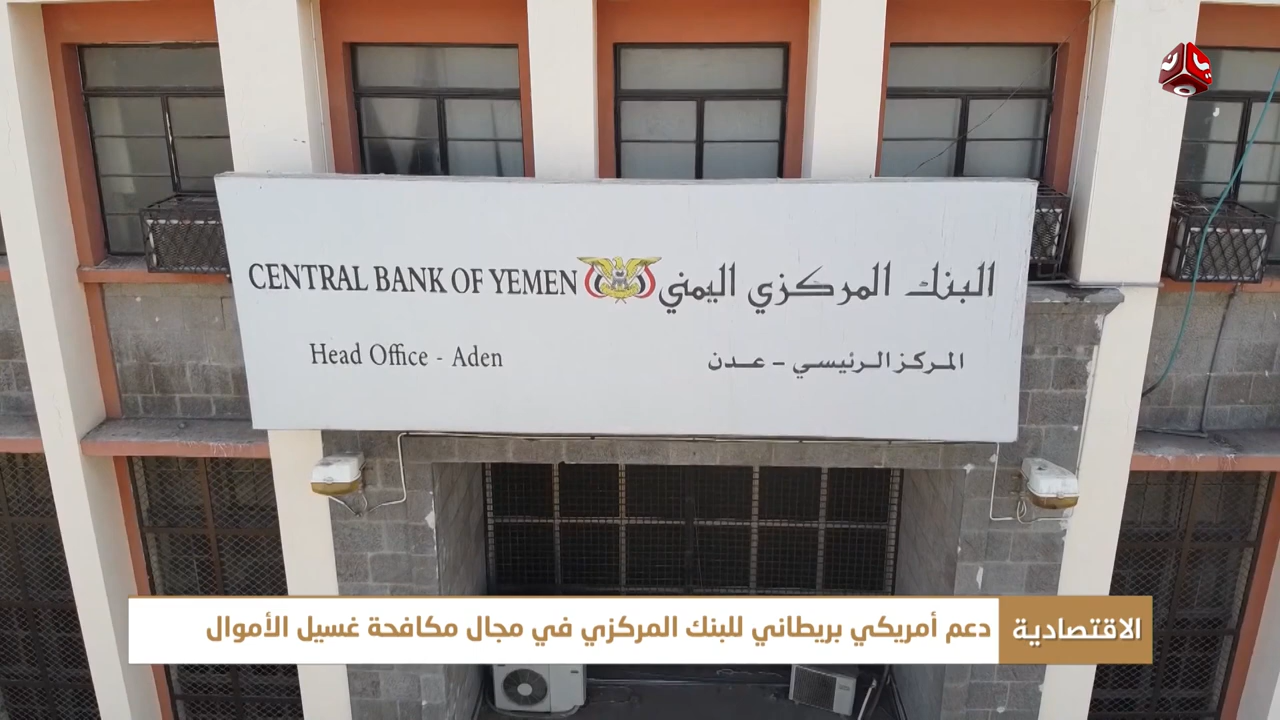 CENTRAL BANK OF YEMEN
البنك المركزي اليمني
Head Office - Aden
المركز الرئيسي - عدن
الاقتصادية
دعم أمريكي بريطاني للبنك المركزي في مجال مكافحة غسيل الأموال